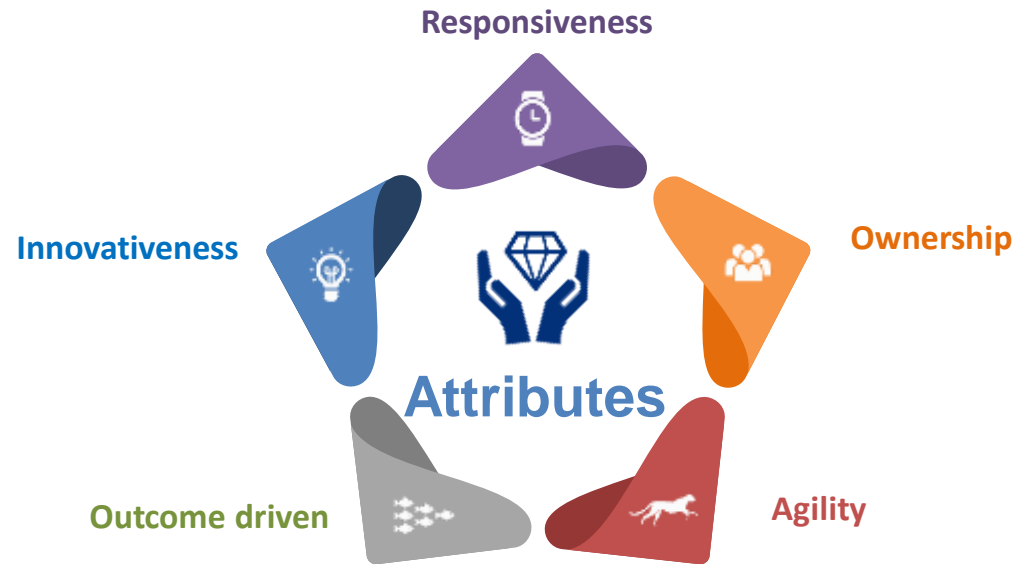 Responsiveness
Innovativeness
Ownership
Attributes
Outcome driven
Agility